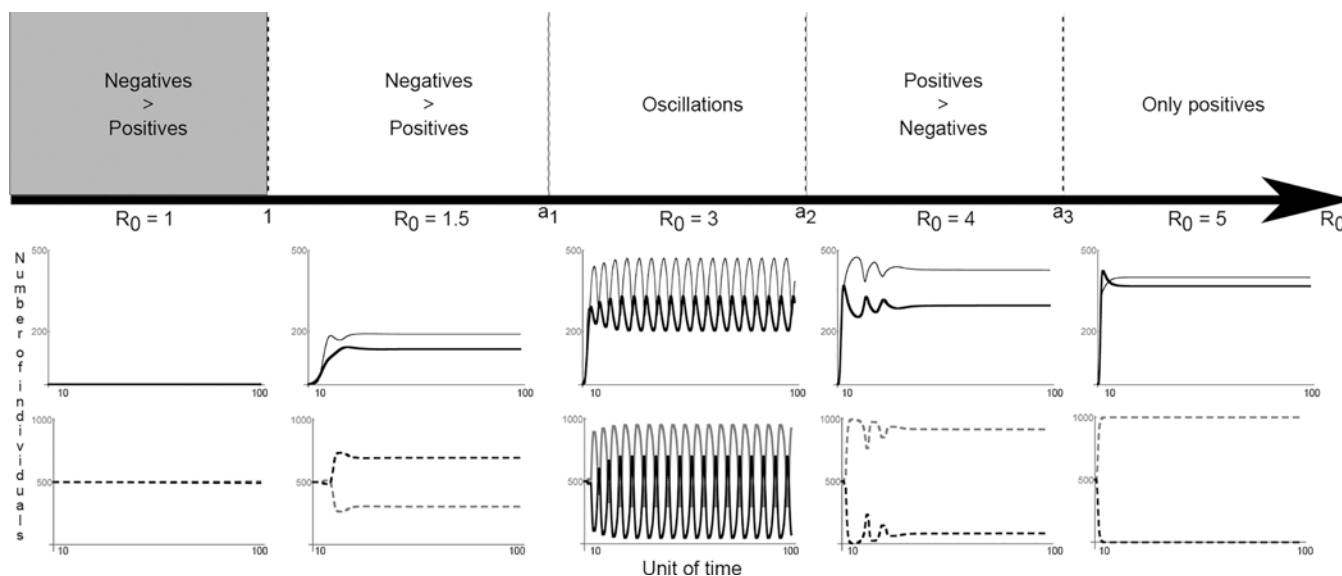 Negatives
>
Positives
Negatives
>
Positives
Oscillations
Positives
>
Negatives
Only positives
R0 = 1
1
R0 = 1.5
a1
R0 = 3
a2
R0 = 4
a3
R0 = 5
R0
Number of individuals
500
200
10
100
500
200
10
100
500
200
10
100
500
200
10
100
500
200
10
100
1000
500
10
100
1000
500
10
100
1000
500
10
100
1000
500
10
100
1000
500
10
100
Unit of time